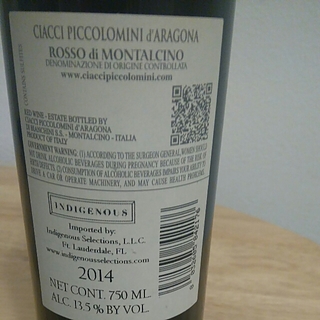 CIACCI PICCOLOMINI d'ARAGONA
ROSSO di MONTALCINO
DENOMINAZIONE DI ORIGINE CONTROLLATA
www.ciaccipiccolomini.com
CONTAINS SULFITES
RED WINE - ESTATE BOTTLED BY
CIACCI PICCOLOMINI d'ARAGONA
DI BIANCHINI S.S. - MONTALCINO - ITALIA
PRODUCT OF ITALY
GOVERNMENT WARNING: (1) ACCORDING TO THE SURGEON GENERAL, WOMEN SHOULD
NOT DRINK ALCOHOLIC BEVERAGES DURING PREGNANCY BECAUSE OF THE RISK OF
BIRTH DEFECTS. (2) CONSUMPTION OF ALCOHOLIC BEVERAGES IMPAIRS YOUR ABILITY TO
DRIVE A CAR OR OPERATE MACHINERY, AND MAY CAUSE HEALTH PROBLEMS.
INDIGENOUS
Imported by:
Indigenous Selections, L.L.C.
Ft. Lauderdale, FL
www.indigenousselections.com
2014
NET CONT. 750 ML.
ALC. 13.5 % BY VOL.